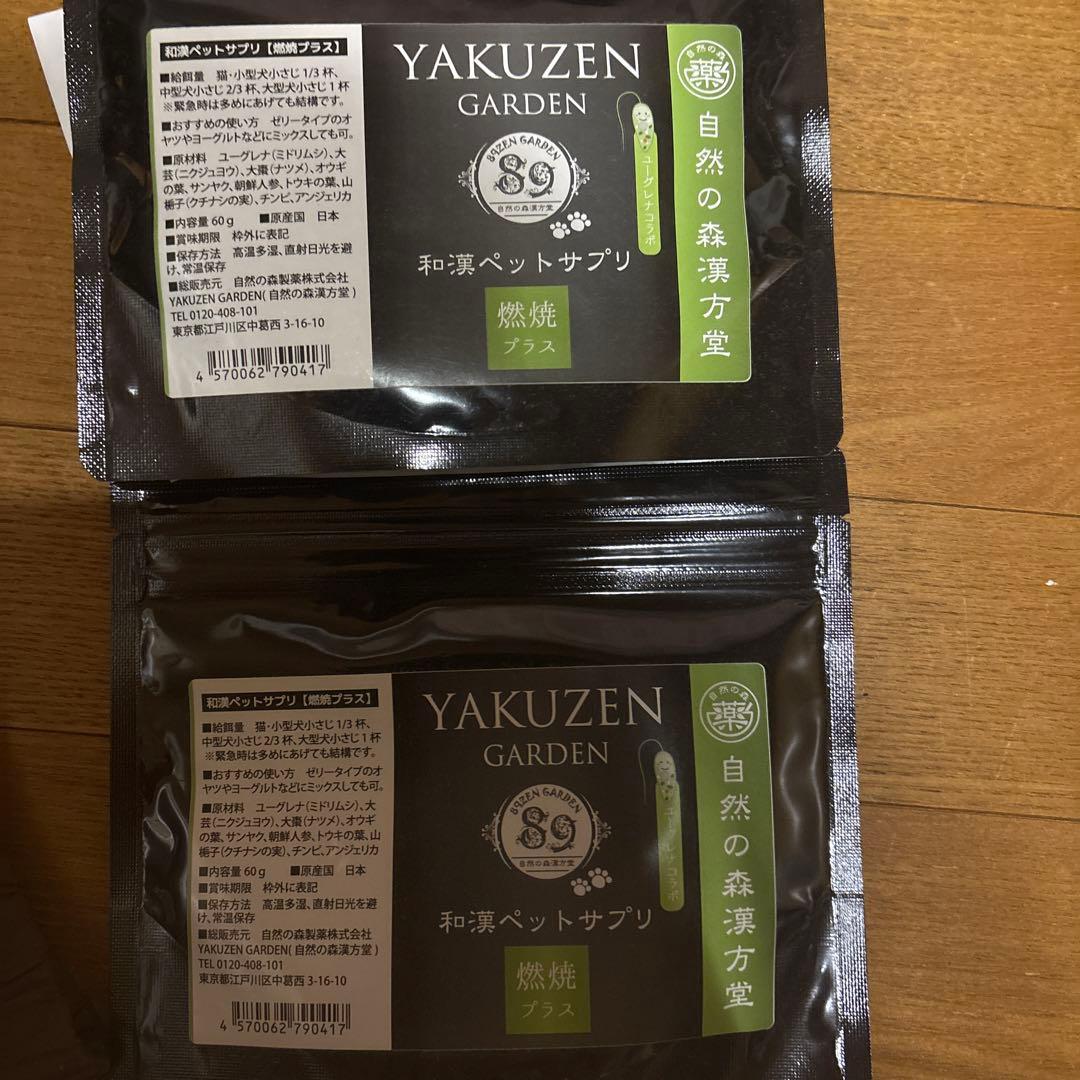 和漢ペットサプリ【燃焼プラス】
■給餌量　猫・小型犬小さじ1/3杯、
中型犬小さじ2/3杯、大型犬小さじ1杯
※緊急時は多めにあげても結構です。
■おすすめの使い方　ゼリータイプのオ
ヤツやヨーグルトなどにミックスしても可。
■原材料　ユーグレナ(ミドリムシ)、大
芸(ニクジュヨウ)、大棗(ナツメ)、オウギ
の葉、サンヤク、朝鮮人参、トウキの葉、山
梔子(クチナシの実)、チンピ、アンジェリカ
■内容量 60g　■原産国　日本
■賞味期限　枠外に表記
■保存方法　高温多湿、直射日光を避
け、常温保存
■総販売元　自然の森製薬株式会社
YAKUZEN GARDEN(自然の森漢方堂)
TEL 0120-408-101
東京都江戸川区中葛西 3-16-10
4 570062 790417
YAKUZEN
GARDEN
89ZEN GARDEN
89
自然の森漢方堂
和漢ペットサプリ
燃焼
プラス
ユーグレナコラボ
自然の森
薬
自然の森漢方堂
和漢ペットサプリ【燃焼プラス】
■給餌量　猫・小型犬小さじ1/3杯、
中型犬小さじ2/3杯、大型犬小さじ1杯
※緊急時は多めにあげても結構です。
■おすすめの使い方　ゼリータイプのオ
ヤツやヨーグルトなどにミックスしても可。
■原材料　ユーグレナ(ミドリムシ)、大
芸(ニクジュヨウ)、大棗(ナツメ)、オウギ
の葉、サンヤク、朝鮮人参、トウキの葉、山
梔子(クチナシの実)、チンピ、アンジェリカ
■内容量 60g　■原産国　日本
■賞味期限　枠外に表記
■保存方法　高温多湿、直射日光を避
け、常温保存
■総販売元　自然の森製薬株式会社
YAKUZEN GARDEN(自然の森漢方堂)
TEL 0120-408-101
東京都江戸川区中葛西 3-16-10
4 570062 790417
YAKUZEN
GARDEN
89ZEN GARDEN
89
自然の森漢方堂
和漢ペットサプリ
燃焼
プラス
ユーグレナコラボ
自然の森
薬
自然の森漢方堂